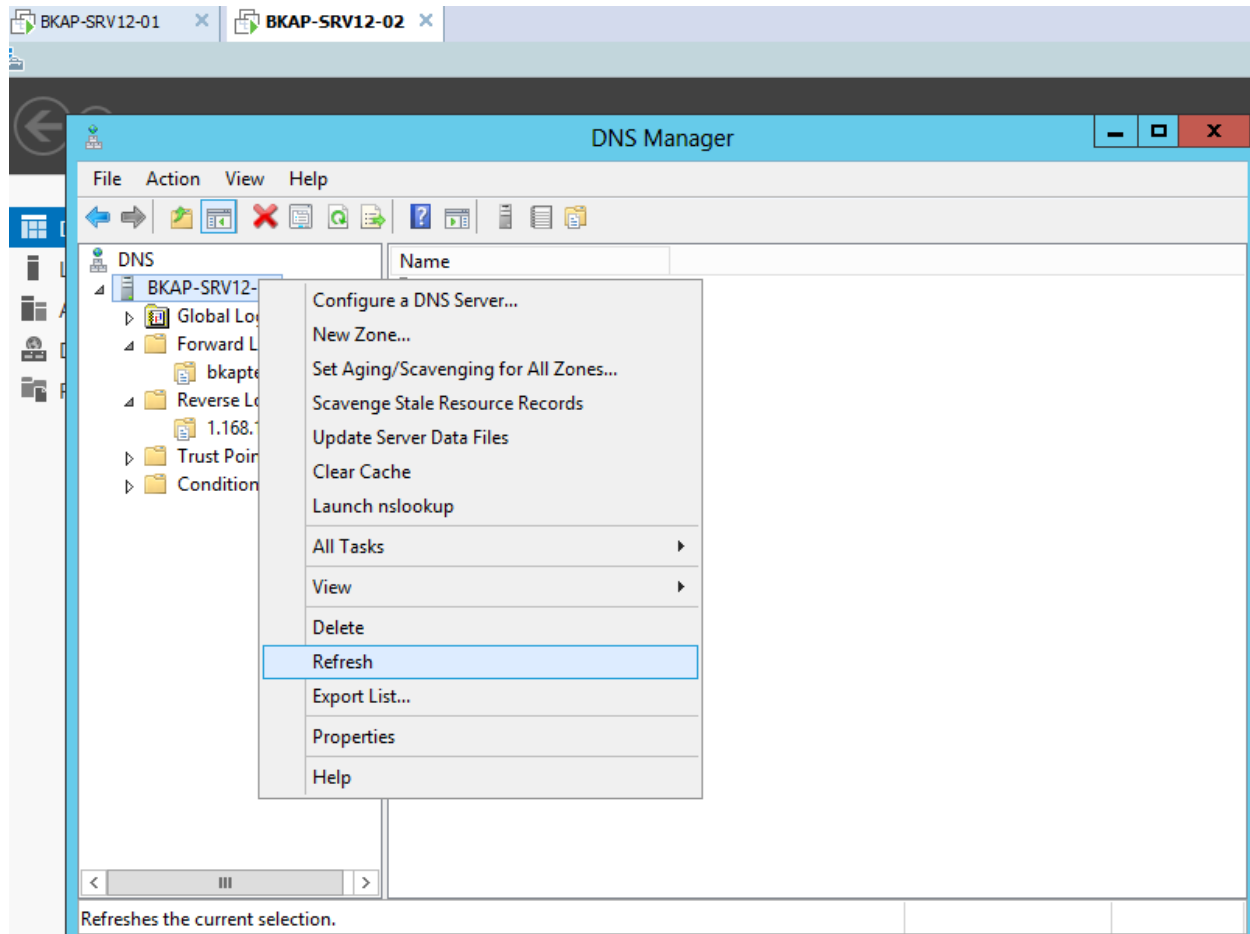 BKAP-SRV12-01
BKAP-SRV12-02
DNS Manager
File Action View Help
DNS
Name
BKAP-SRV12-
Global Log
Forward L
bkapte
Reverse Lo
1.168.1
Trust Poin
Condition
Configure a DNS Server...
New Zone...
Set Aging/Scavenging for All Zones...
Scavenge Stale Resource Records
Update Server Data Files
Clear Cache
Launch nslookup
All Tasks
View
Delete
Refresh
Export List...
Properties
Help
Refreshes the current selection.